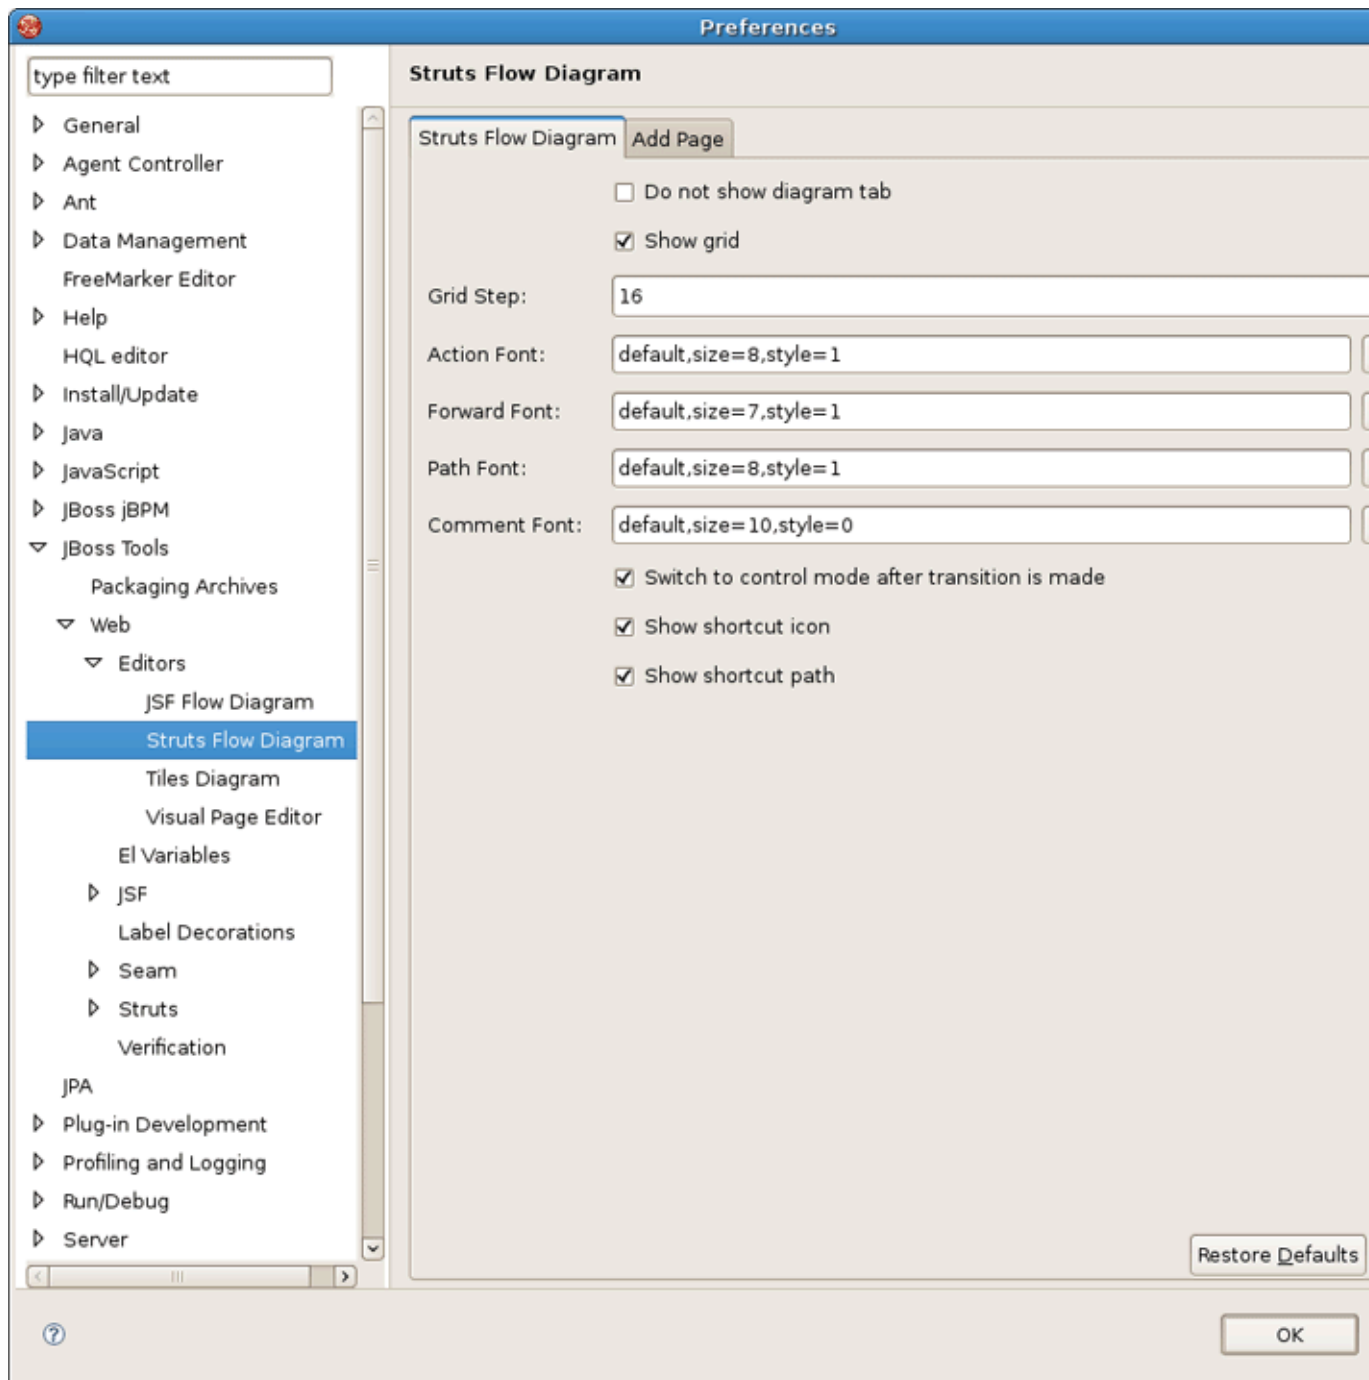 Preferences
type filter text
General
Agent Controller
Ant
Data Management
FreeMarker Editor
Help
HQL editor
Install/Update
Java
JavaScript
JBoss jBPM
JBoss Tools
Packaging Archives
Web
Editors
JSF Flow Diagram
Struts Flow Diagram
Tiles Diagram
Visual Page Editor
El Variables
JSF
Label Decorations
Seam
Struts
Verification
JPA
Plug-in Development
Profiling and Logging
Run/Debug
Server
Struts Flow Diagram
Struts Flow Diagram Add Page
Do not show diagram tab
Show grid
Grid Step: 16
Action Font: default,size=8,style=1
Forward Font: default,size=7,style=1
Path Font: default,size=8,style=1
Comment Font: default,size=10,style=0
Switch to control mode after transition is made
Show shortcut icon
Show shortcut path
Restore Defaults
OK